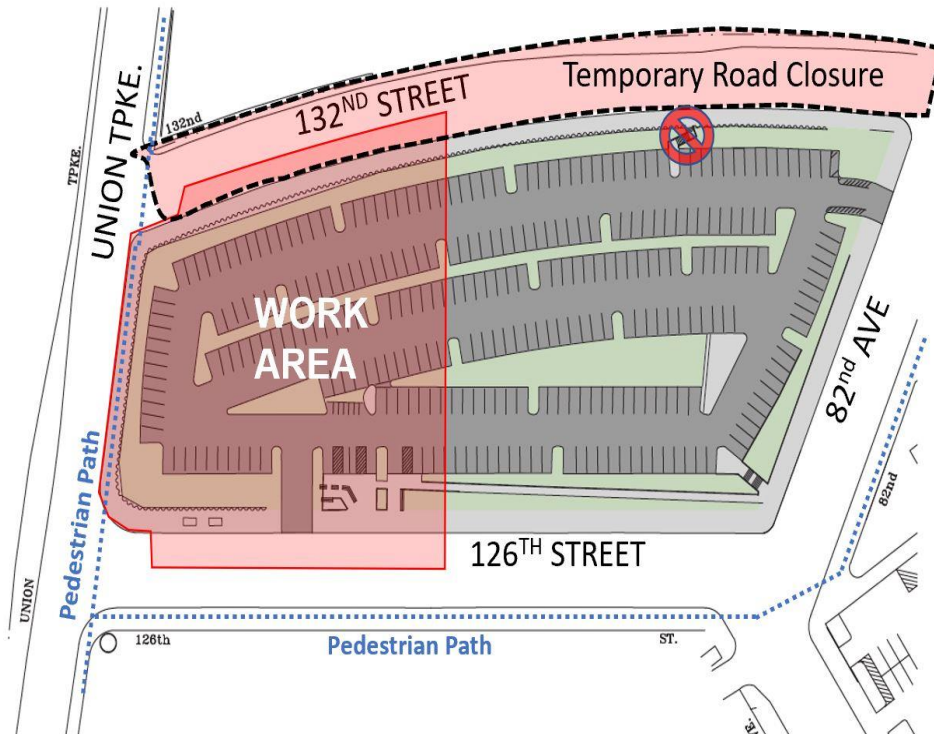 132nd
132ND STREET
Temporary Road Closure
TPKE.
UNION TPKE.
WORK
AREA
82nd AVE
Pedestrian Path
82nd
126TH STREET
UNION
126th
ST.
Pedestrian Path
VE.